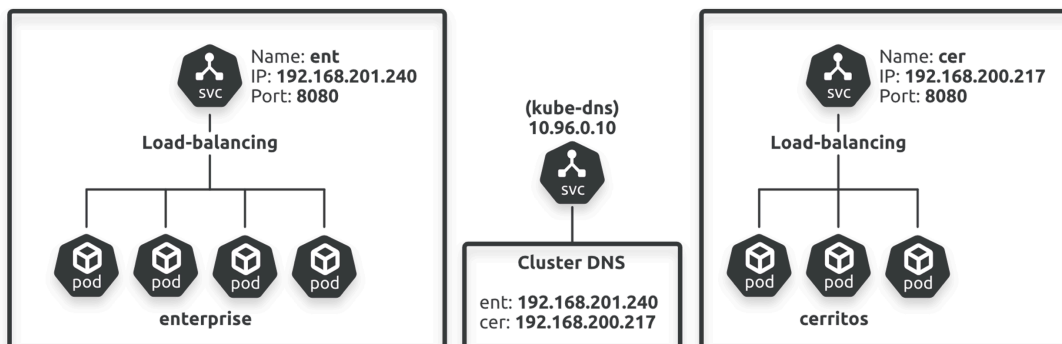 Name: ent
IP: 192.168.201.240
Port: 8080
svc
Load-balancing
pod
pod
pod
pod
enterprise
(kube-dns)
10.96.0.10
svc
Cluster DNS
ent: 192.168.201.240
cer: 192.168.200.217
Name: cer
IP: 192.168.200.217
Port: 8080
svc
Load-balancing
pod
pod
pod
cerritos